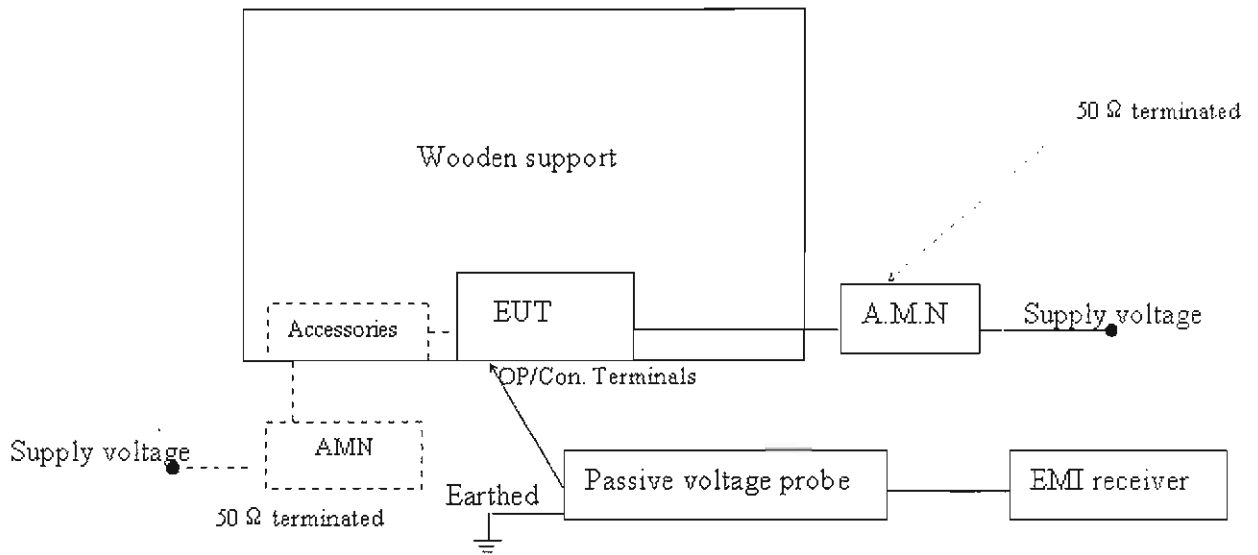 50 Ω terminated
Wooden support
Accessories
EUT
A.M.N
Supply voltage
OP/Con. Terminals
Supply voltage
AMN
50 Ω terminated
Earthed
Passive voltage probe
EMI receiver